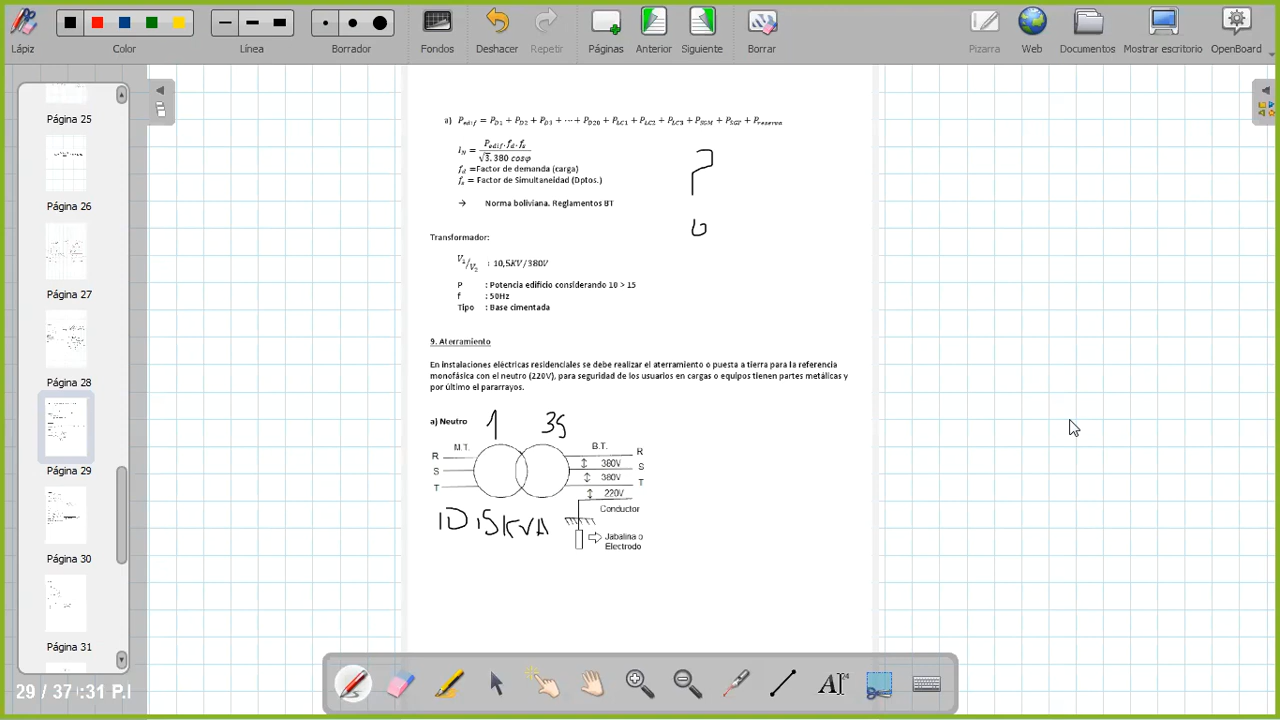 Lápiz
Color
Línea
Borrador
Fondos
Deshacer
Repetir
Páginas
Anterior
Siguiente
Borrar
Pizarra
Web
Documentos
Mostrar escritorio
OpenBoard
Página 25
Página 26
Página 27
Página 28
Página 29
Página 30
Página 31
29 / 37
:31 P.
P_edif = P_D1 + P_D2 + P_D3 + ⋯ + P_D20 + P_LC1 + P_LC2 + P_LC3 + P_SGM + P_SGT + P_reserva
I_N = P_edif . f_d . f_s / √3 . 380 cosφ
f_d =Factor de demanda (carga)
f_s = Factor de Simultaneidad (Dptos.)
→ Norma boliviana. Reglamentos BT
?
Transformador:
V_1/V_2 : 10,5KV/380V
P : Potencia edificio considerando 10 > 15
f : 50Hz
Tipo : Base cimentada
9. Aterramiento
En instalaciones eléctricas residenciales se debe realizar el aterramiento o puesta a tierra para la referencia
monofásica con el neutro (220V), para seguridad de los usuarios en cargas o equipos tienen partes metálicas y
por último el pararrayos.
a) Neutro
1
M.T.
B.T.
R
S
T
380V
380V
220V
R
S
T
Conductor
Jabalina o
Electrodo
10 15 KVA